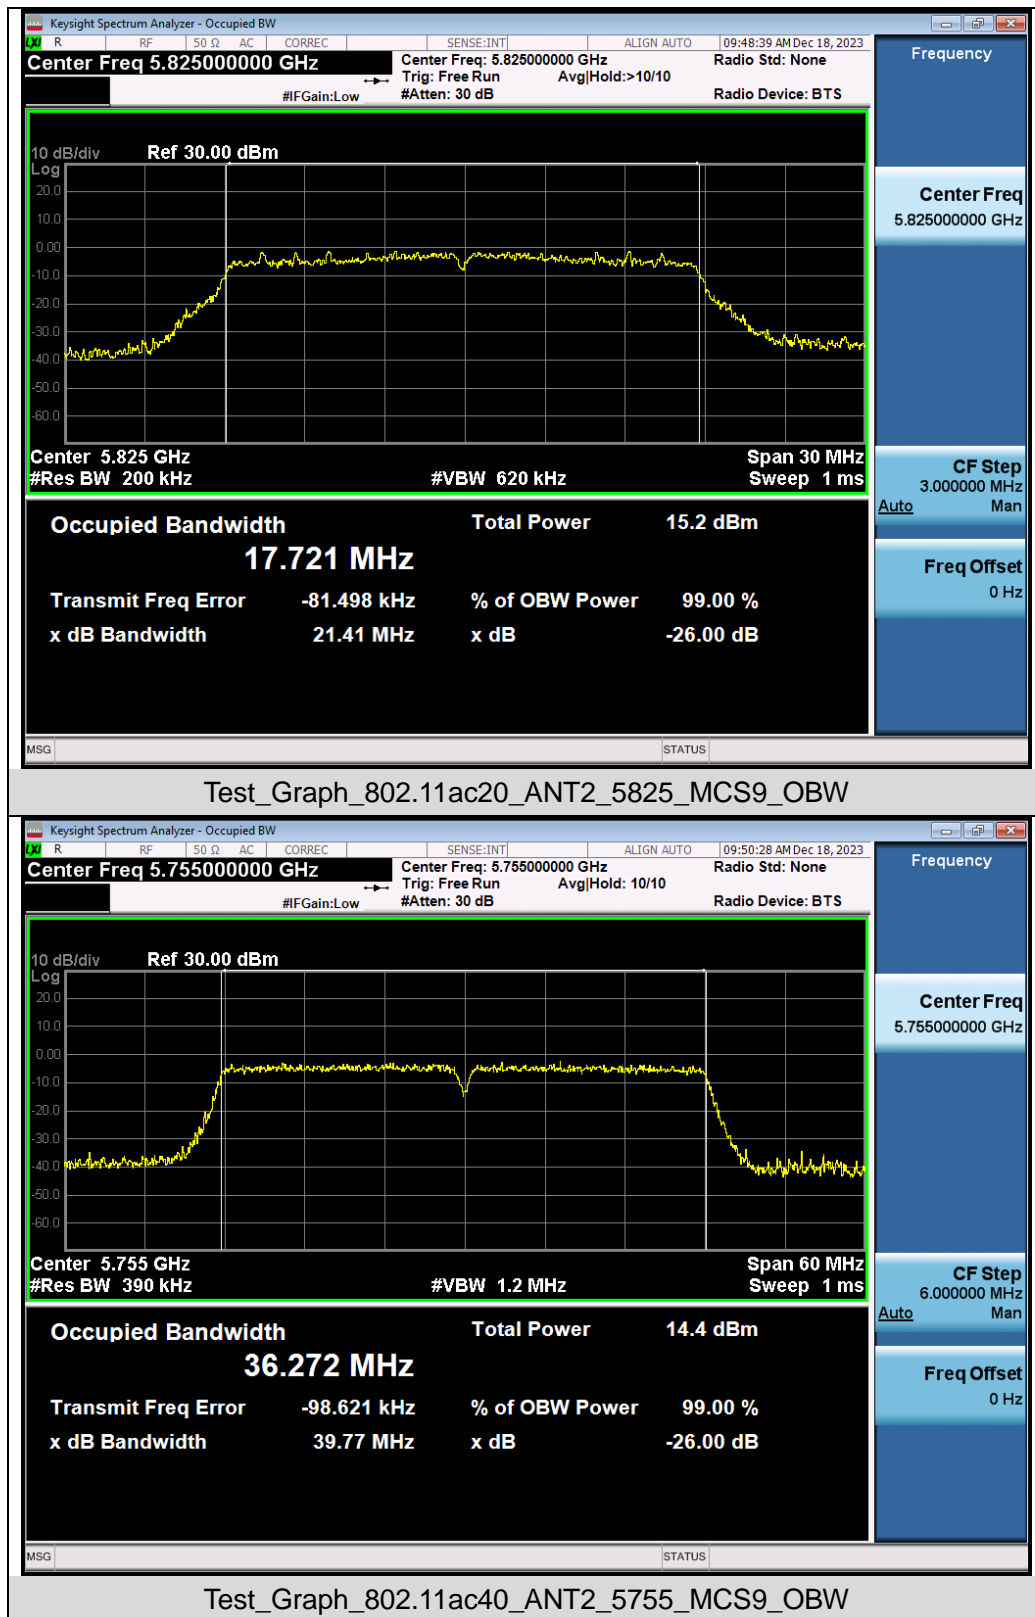 Keysight Spectrum Analyzer - Occupied BW
LXI R RF 50 Ω AC CORREC SENSE:INT ALIGN AUTO 09:48:39 AM Dec 18, 2023
Center Freq 5.825000000 GHz Center Freq: 5.825000000 GHz Radio Std: None
Trig: Free Run Avg|Hold:>10/10
#IFGain:Low #Atten: 30 dB Radio Device: BTS
Frequency
10 dB/div Ref 30.00 dBm
Log
20.0
10.0
0.00
-10.0
-20.0
-30.0
-40.0
-50.0
-60.0
Center 5.825 GHz Span 30 MHz
#Res BW 200 kHz #VBW 620 kHz Sweep 1 ms
Center Freq
5.825000000 GHz
CF Step
3.000000 MHz
Auto Man
Freq Offset
0 Hz
Occupied Bandwidth Total Power 15.2 dBm
17.721 MHz
Transmit Freq Error -81.498 kHz % of OBW Power 99.00 %
x dB Bandwidth 21.41 MHz x dB -26.00 dB
MSG STATUS
Test_Graph_802.11ac20_ANT2_5825_MCS9_OBW
Keysight Spectrum Analyzer - Occupied BW
LXI R RF 50 Ω AC CORREC SENSE:INT ALIGN AUTO 09:50:28 AM Dec 18, 2023
Center Freq 5.755000000 GHz Center Freq: 5.755000000 GHz Radio Std: None
Trig: Free Run Avg|Hold: 10/10
#IFGain:Low #Atten: 30 dB Radio Device: BTS
Frequency
10 dB/div Ref 30.00 dBm
Log
20.0
10.0
0.00
-10.0
-20.0
-30.0
-40.0
-50.0
-60.0
Center 5.755 GHz Span 60 MHz
#Res BW 390 kHz #VBW 1.2 MHz Sweep 1 ms
Center Freq
5.755000000 GHz
CF Step
6.000000 MHz
Auto Man
Freq Offset
0 Hz
Occupied Bandwidth Total Power 14.4 dBm
36.272 MHz
Transmit Freq Error -98.621 kHz % of OBW Power 99.00 %
x dB Bandwidth 39.77 MHz x dB -26.00 dB
MSG STATUS
Test_Graph_802.11ac40_ANT2_5755_MCS9_OBW